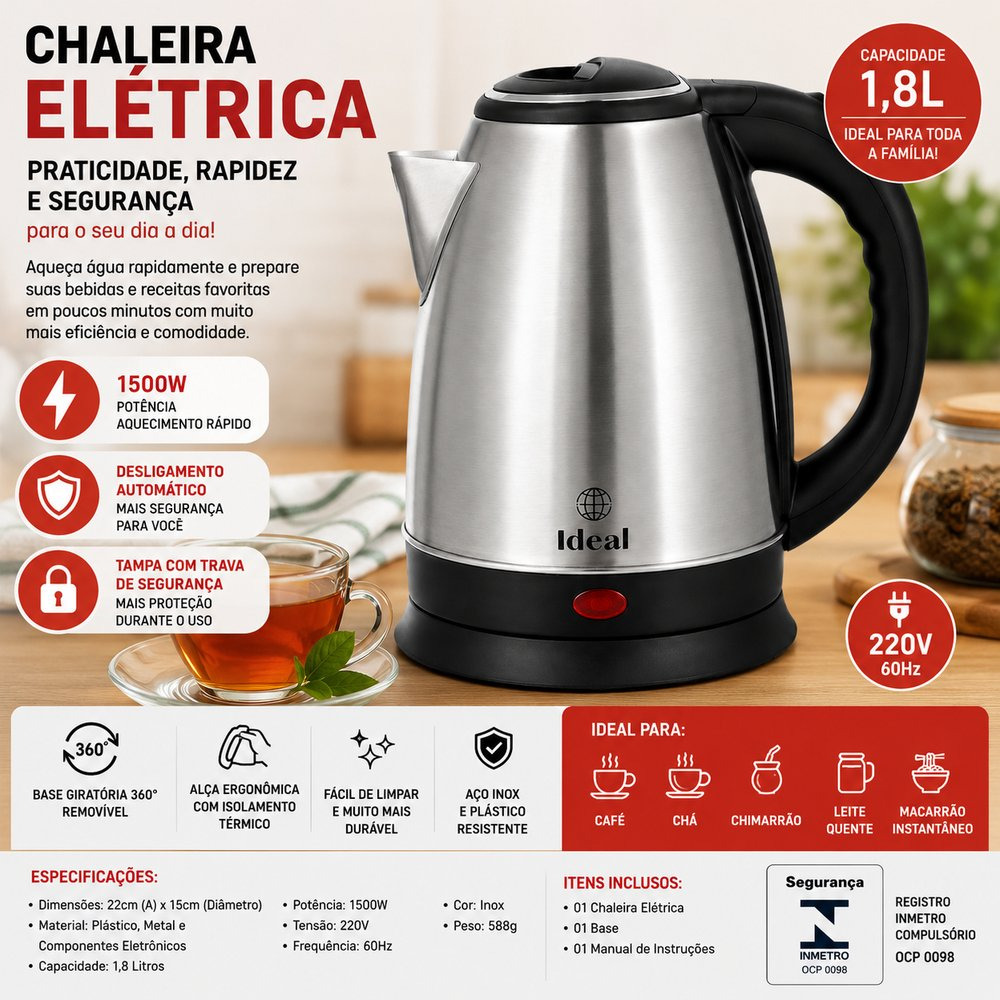 CHALEIRA
ELÉTRICA
PRATICIDADE, RAPIDEZ
E SEGURANÇA
para o seu dia a dia!
Aqueça água rapidamente e prepare
suas bebidas e receitas favoritas
em poucos minutos com muito
mais eficiência e comodidade.
1500W
POTÊNCIA
AQUECIMENTO RÁPIDO
DESLIGAMENTO
AUTOMÁTICO
MAIS SEGURANÇA
PARA VOCÊ
TAMPA COM TRAVA
DE SEGURANÇA
MAIS PROTEÇÃO
DURANTE O USO
CAPACIDADE
1,8L
IDEAL PARA TODA
A FAMÍLIA!
Ideal
220V
60Hz
360°
BASE GIRATÓRIA 360°
REMOVÍVEL
ALÇA ERGONÔMICA
COM ISOLAMENTO
TÉRMICO
FÁCIL DE LIMPAR
E MUITO MAIS
DURÁVEL
AÇO INOX
E PLÁSTICO
RESISTENTE
IDEAL PARA:
CAFÉ
CHÁ
CHIMARRÃO
LEITE
QUENTE
MACARRÃO
INSTANTÂNEO
ESPECIFICAÇÕES:
• Dimensões: 22cm (A) x 15cm (Diâmetro)
• Material: Plástico, Metal e
Componentes Eletrônicos
• Capacidade: 1,8 Litros
• Potência: 1500W
• Tensão: 220V
• Frequência: 60Hz
• Cor: Inox
• Peso: 588g
ITENS INCLUSOS:
• 01 Chaleira Elétrica
• 01 Base
• 01 Manual de Instruções
Segurança
INMETRO
OCP 0098
REGISTRO
INMETRO
COMPULSÓRIO
OCP 0098